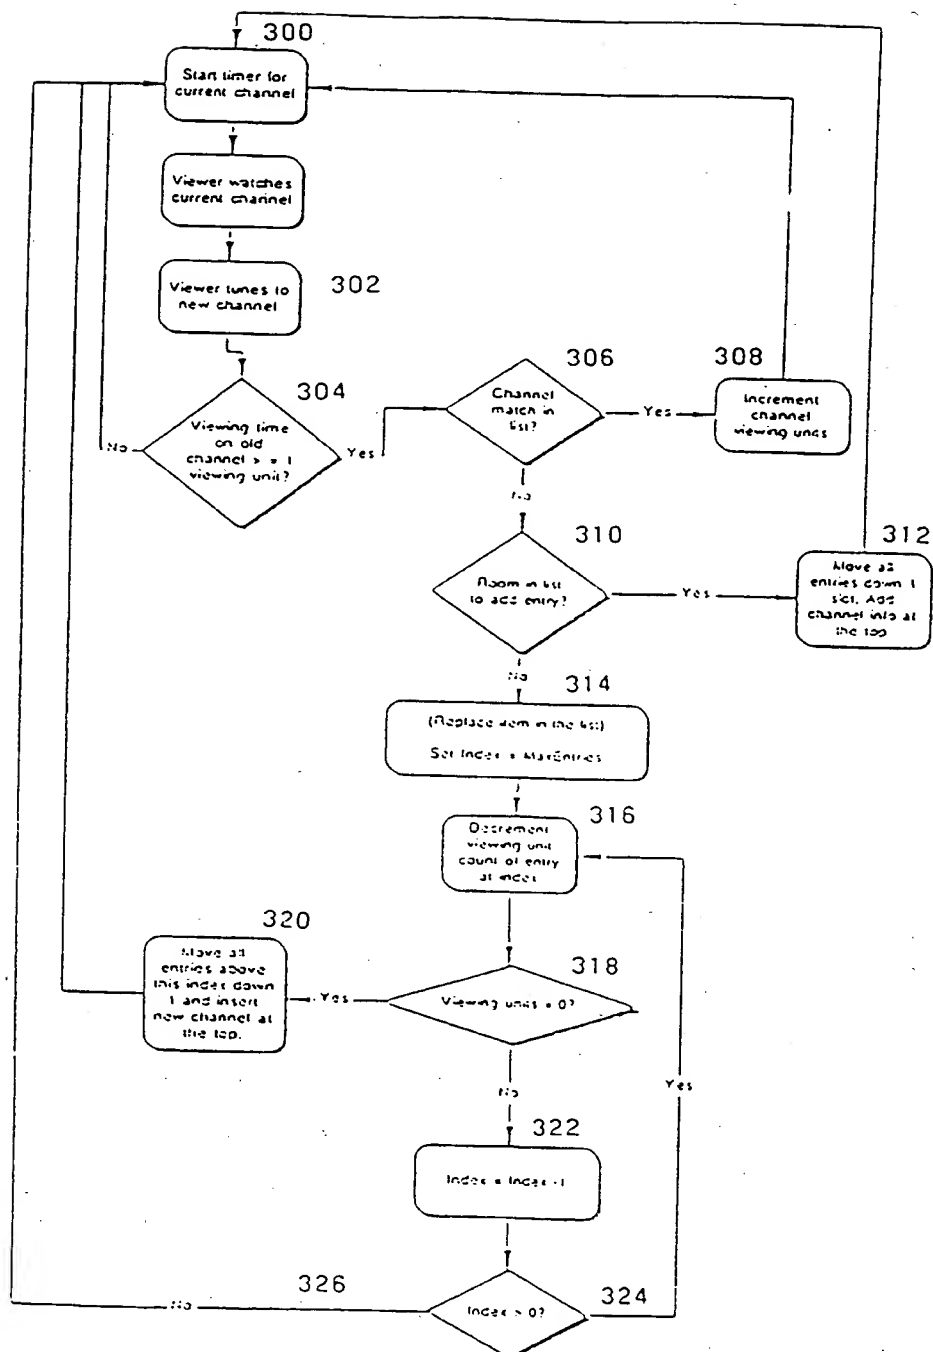 300
Start timer for
current channel
Viewer watches
current channel
Viewer tunes to
new channel
302
304
Viewing time
on old
channel > = 1
viewing unit?
No
Yes
306
Channel
match in
list?
Yes
308
Increment
channel
viewing units
No
310
Room in list
to add entry?
Yes
312
Move all
entries down 1
slot. Add
channel info at
the top
No
314
(Replace item in the list)
Set Index = MaxEntries
316
Decrement
viewing unit
count of entry
at index
318
Viewing units = 0?
Yes
320
Move all
entries above
this index down
1 and insert
new channel at
the top.
No
322
Index = Index -1
324
Index > 0?
Yes
326
No